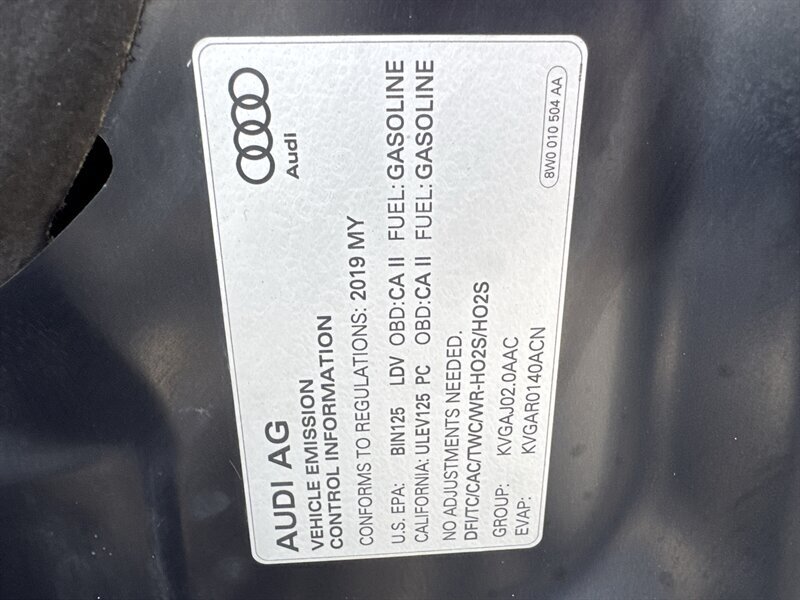 AUDI AG
Audi
VEHICLE EMISSION
CONTROL INFORMATION
CONFORMS TO REGULATIONS: 2019 MY
U.S. EPA: BIN125 LDV OBD:CA II FUEL: GASOLINE
CALIFORNIA: ULEV125 PC OBD:CA II FUEL: GASOLINE
NO ADJUSTMENTS NEEDED.
DFI/TC/CAC/TWC/WR-HO2S/HO2S
GROUP: KVGAJ02.0AAC
EVAP: KVGAR0140ACN
8W0 010 504 AA